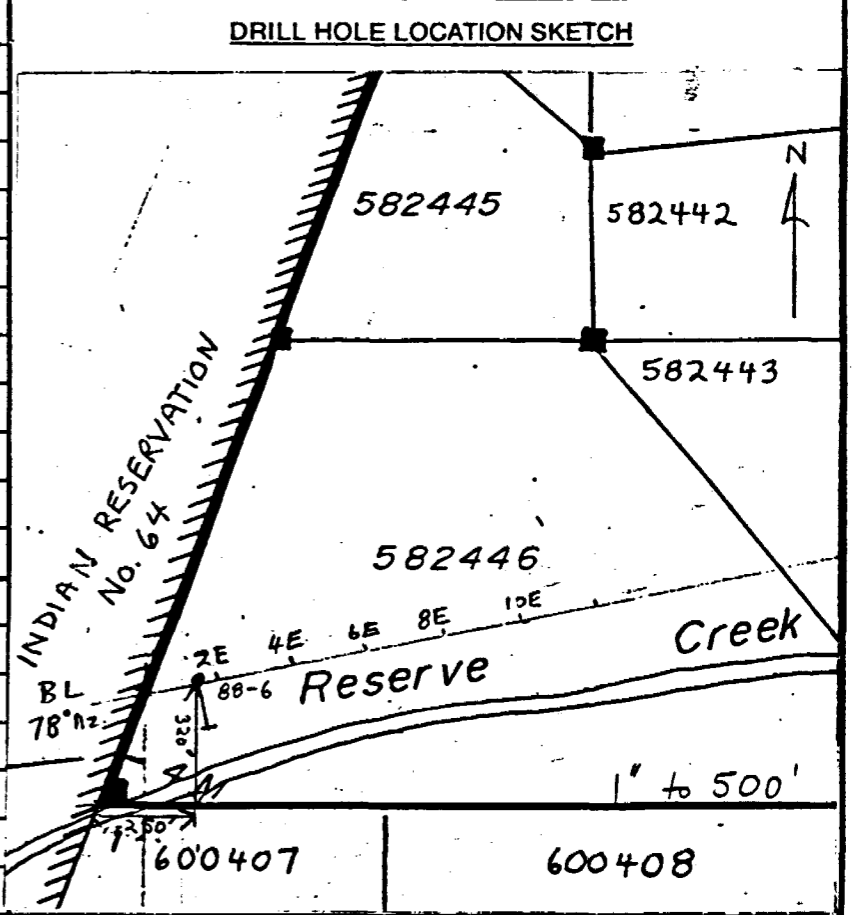 DRILL HOLE LOCATION SKETCH
N
582445
582442
582443
INDIAN RESERVATION
No. 64
582446
2E 4E 6E 8E 10E
Creek
Reserve
88-6
BL
78° Az
320'
1" to 500'
600407
600408